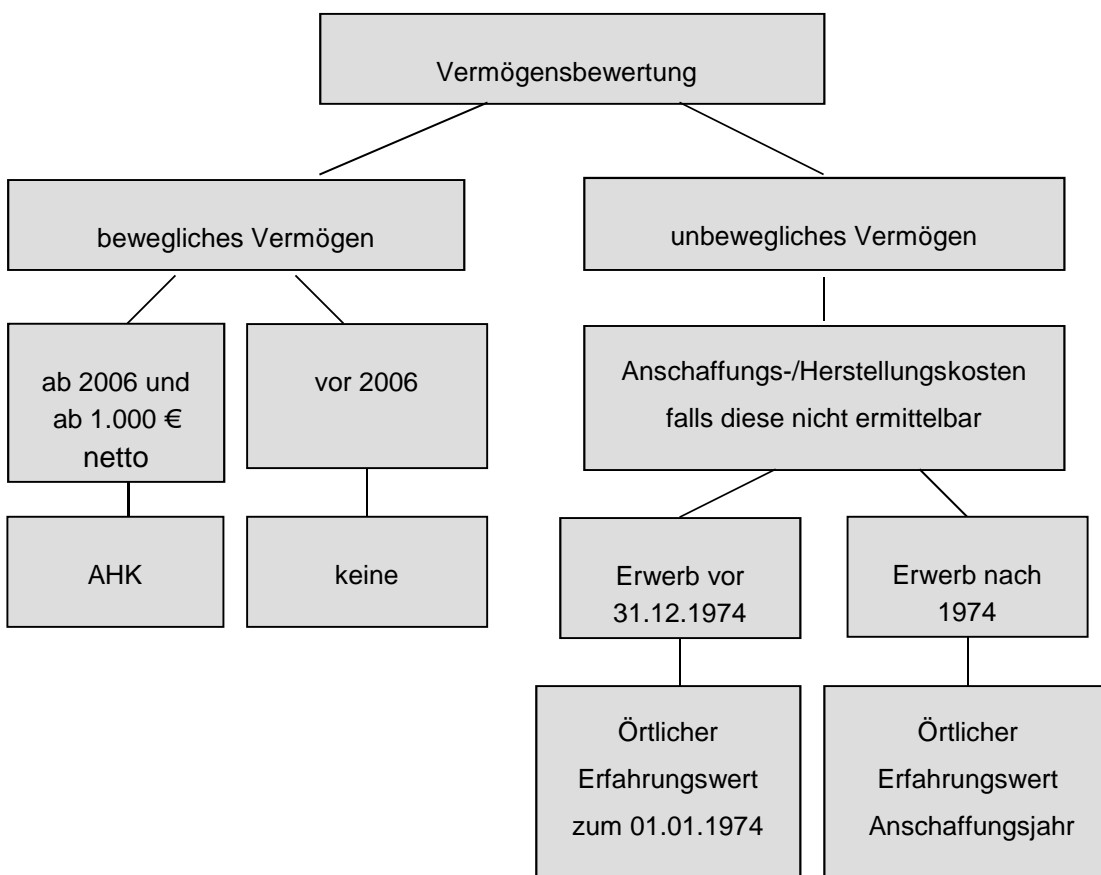 Vermögensbewertung
bewegliches Vermögen
unbewegliches Vermögen
ab 2006 und
ab 1.000 €
netto
vor 2006
Anschaffungs-/Herstellungskosten
falls diese nicht ermittelbar
AHK
keine
Erwerb vor
31.12.1974
Erwerb nach
1974
Örtlicher
Erfahrungswert
zum 01.01.1974
Örtlicher
Erfahrungswert
Anschaffungsjahr